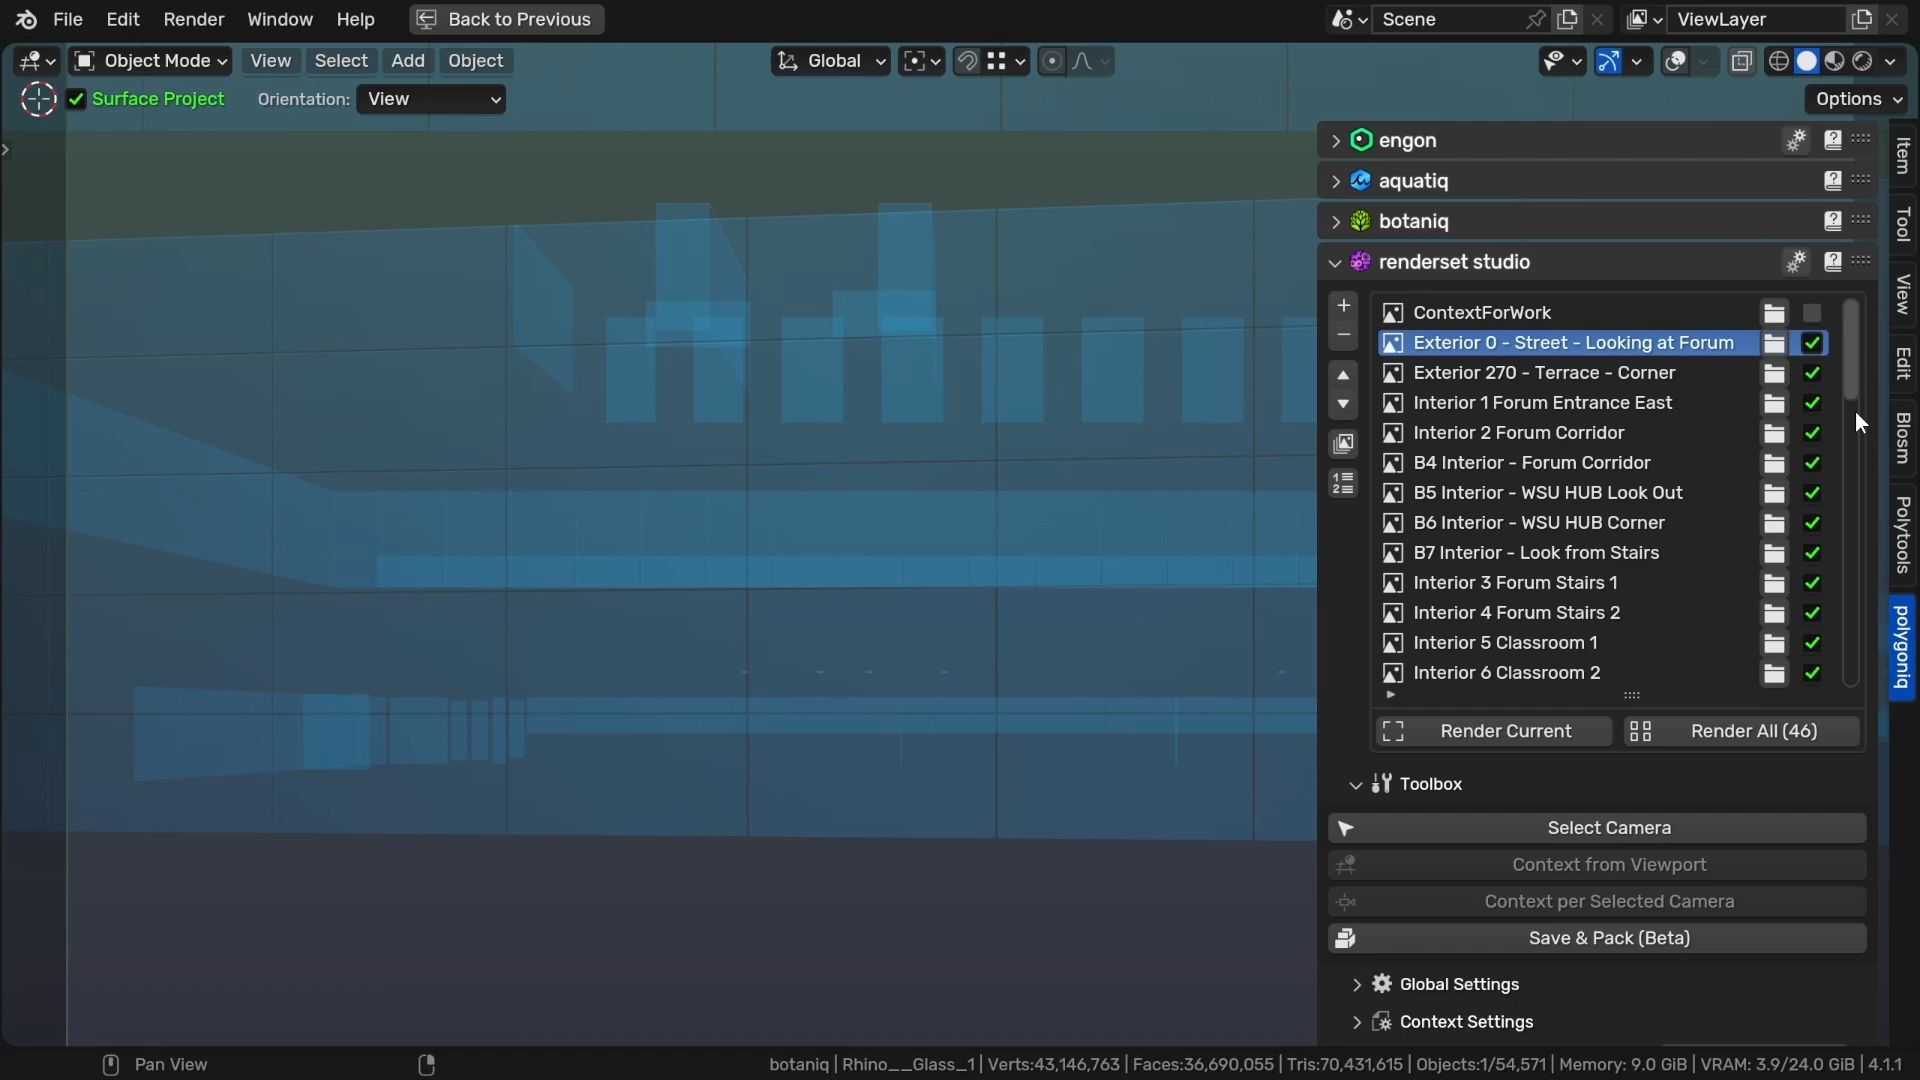 File Edit Render Window Help Back to Previous Scene ViewLayer
Object Mode View Select Add Object Global
Surface Project Orientation: View Options
engon
aquatiq
botaniq
renderset studio
ContextForWork
Exterior 0 - Street - Looking at Forum
Exterior 270 - Terrace - Corner
Interior 1 Forum Entrance East
Interior 2 Forum Corridor
B4 Interior - Forum Corridor
B5 Interior - WSU HUB Look Out
B6 Interior - WSU HUB Corner
B7 Interior - Look from Stairs
Interior 3 Forum Stairs 1
Interior 4 Forum Stairs 2
Interior 5 Classroom 1
Interior 6 Classroom 2
Render Current Render All (46)
Toolbox
Select Camera
Context from Viewport
Context per Selected Camera
Save & Pack (Beta)
Global Settings
Context Settings
Item
Tool
View
Edit
Blosm
Polytools
polygoniq
Pan View botaniq | Rhino__Glass_1 | Verts:43,146,763 | Faces:36,690,055 | Tris:70,431,615 | Objects:1/54,571 | Memory: 9.0 GiB | VRAM: 3.9/24.0 GiB | 4.1.1